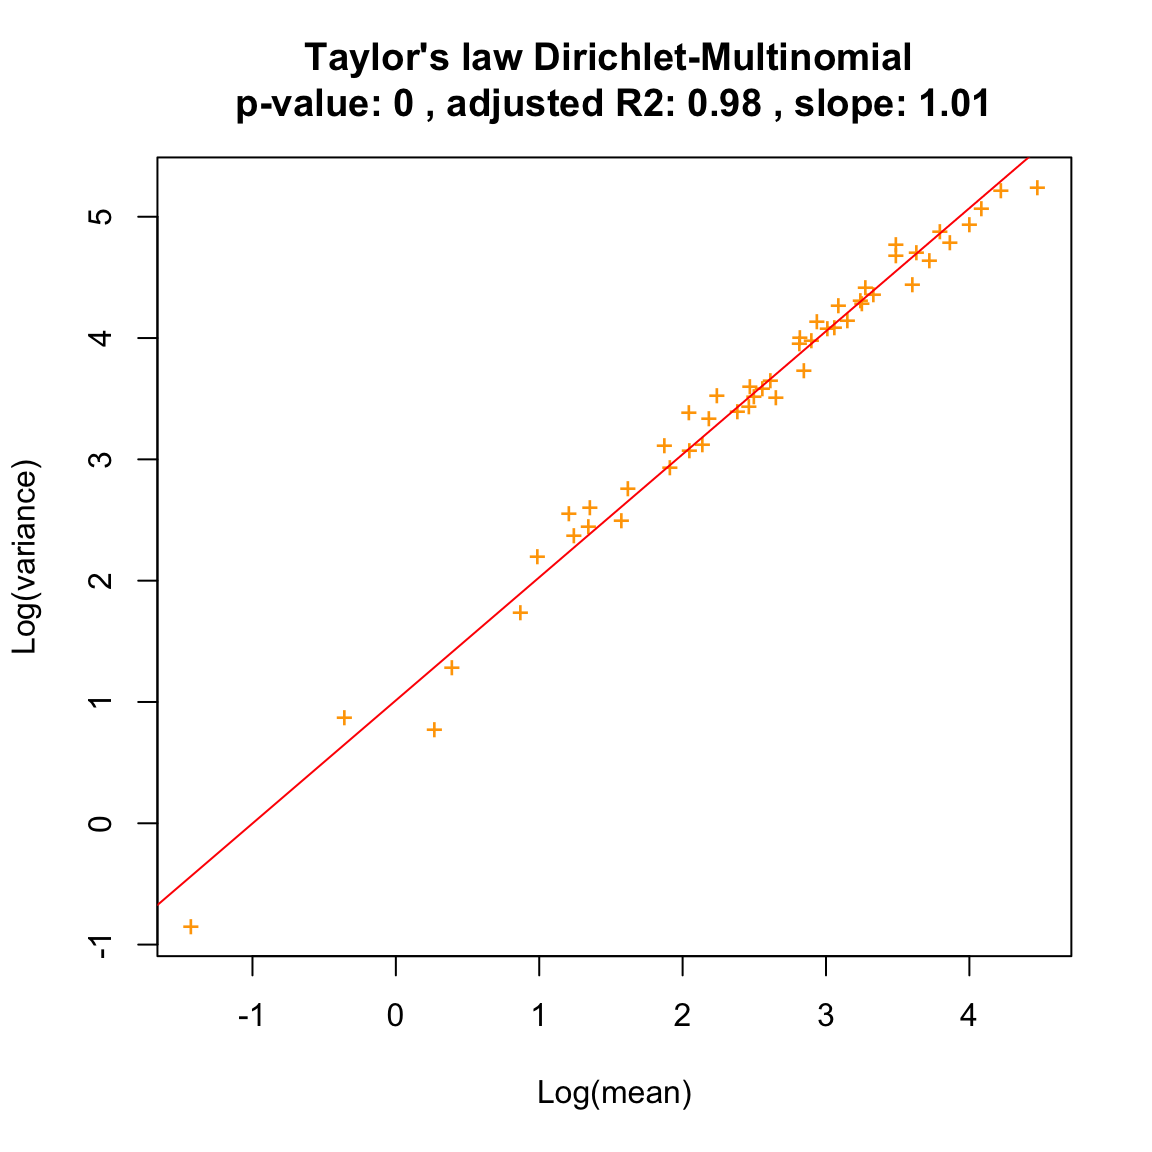 Taylor's law Dirichlet-Multinomial
p-value: 0 , adjusted R2: 0.98 , slope: 1.01
Log(variance)
5
4
3
2
1
0
-1
-1 0 1 2 3 4
Log(mean)